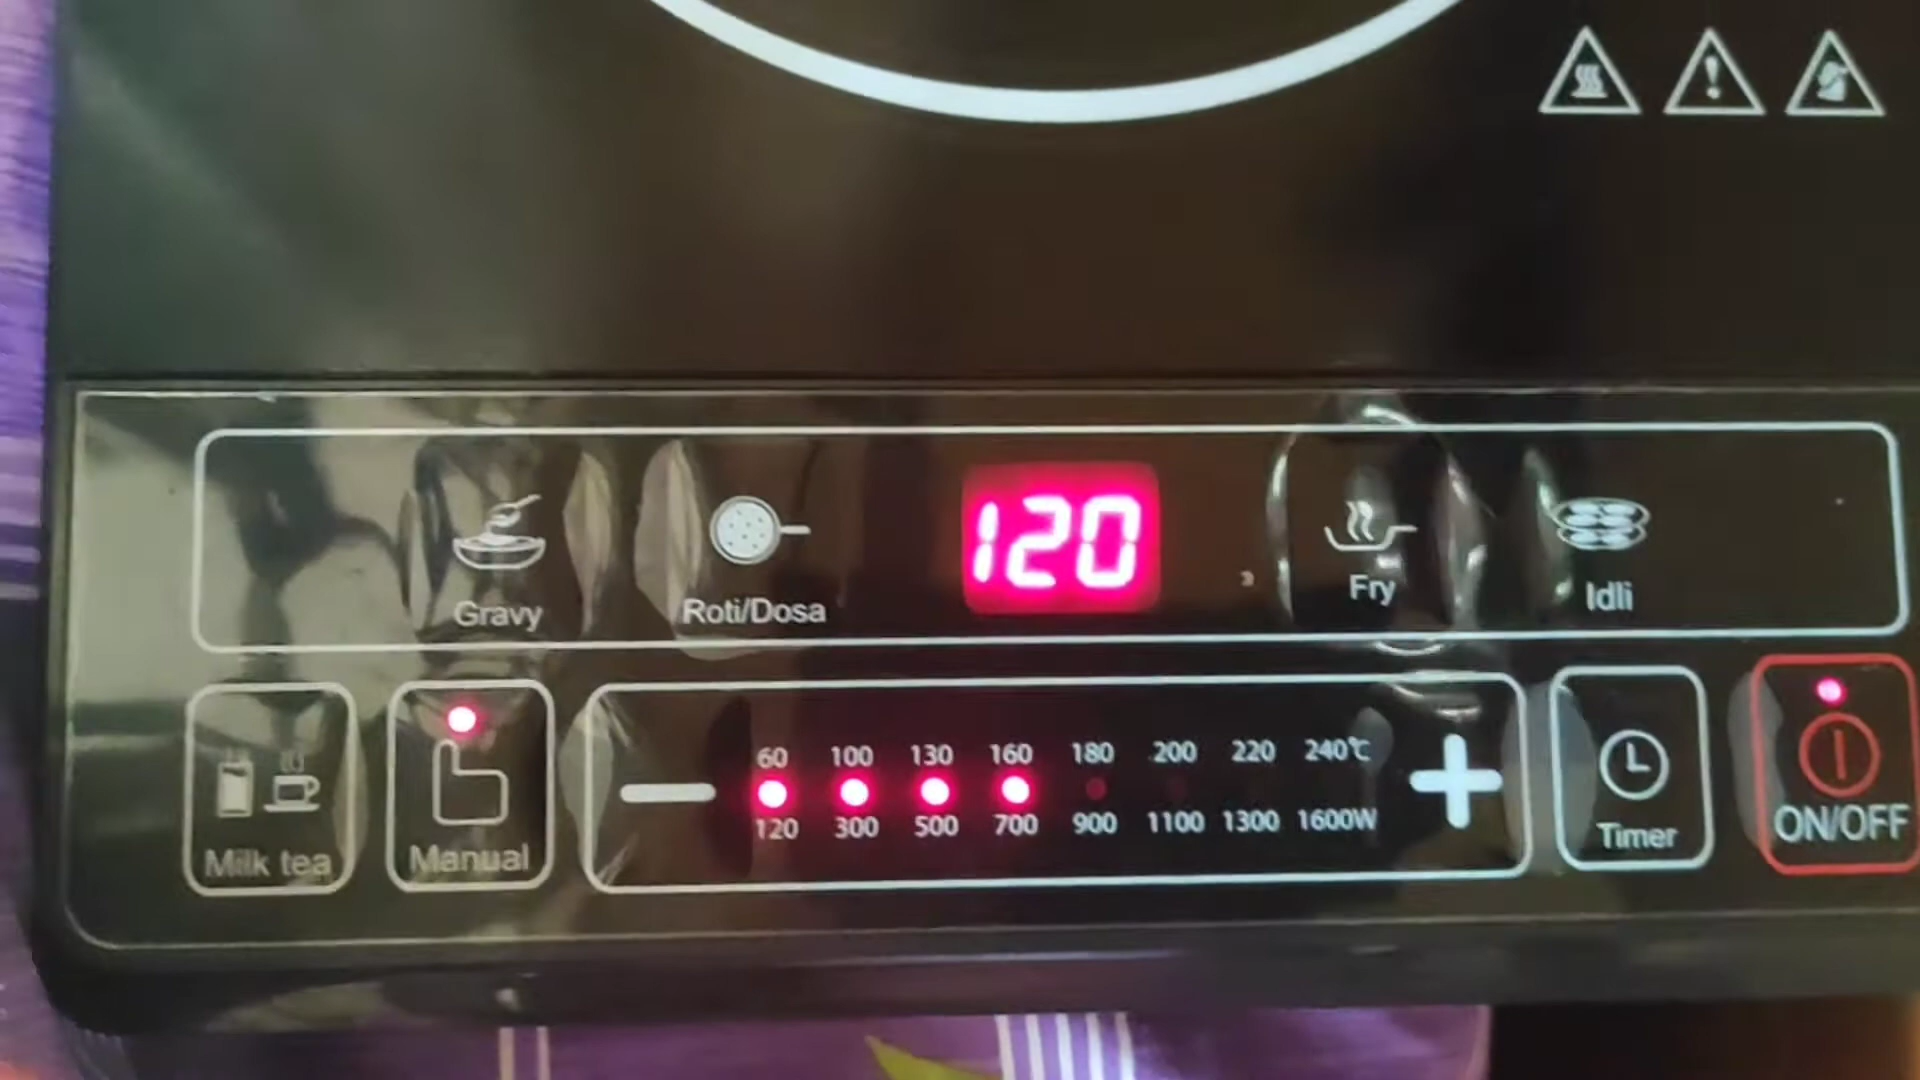 120
Gravy
Roti/Dosa
Fry
Idli
60 100 130 160 180 200 220 240℃
120 300 500 700 900 1100 1300 1600W
Milk tea
Manual
Timer
ON/OFF